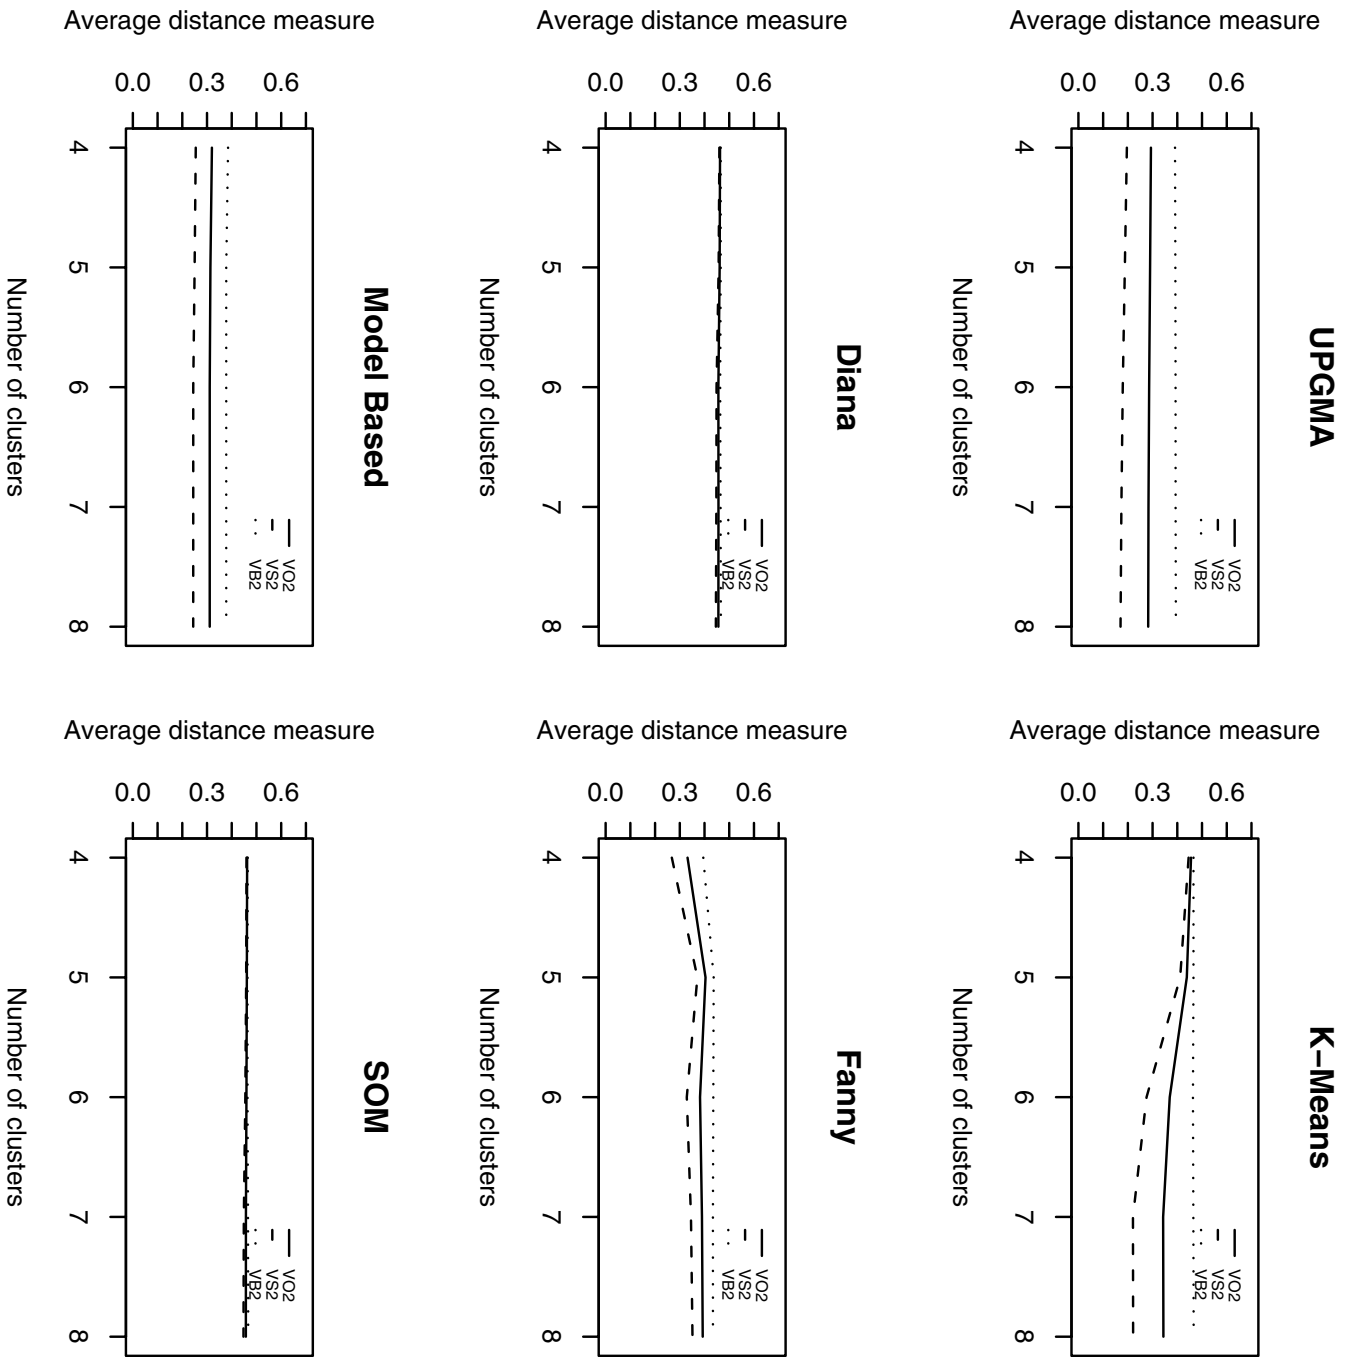 UPGMA
Average distance measure
0.0 0.3 0.6
4 5 6 7 8
Number of clusters
VO2
VS2
VB2
K−Means
Average distance measure
0.0 0.3 0.6
4 5 6 7 8
Number of clusters
VO2
VS2
VB2
Diana
Average distance measure
0.0 0.3 0.6
4 5 6 7 8
Number of clusters
VO2
VS2
VB2
Fanny
Average distance measure
0.0 0.3 0.6
4 5 6 7 8
Number of clusters
VO2
VS2
VB2
Model Based
Average distance measure
0.0 0.3 0.6
4 5 6 7 8
Number of clusters
VO2
VS2
VB2
SOM
Average distance measure
0.0 0.3 0.6
4 5 6 7 8
Number of clusters
VO2
VS2
VB2